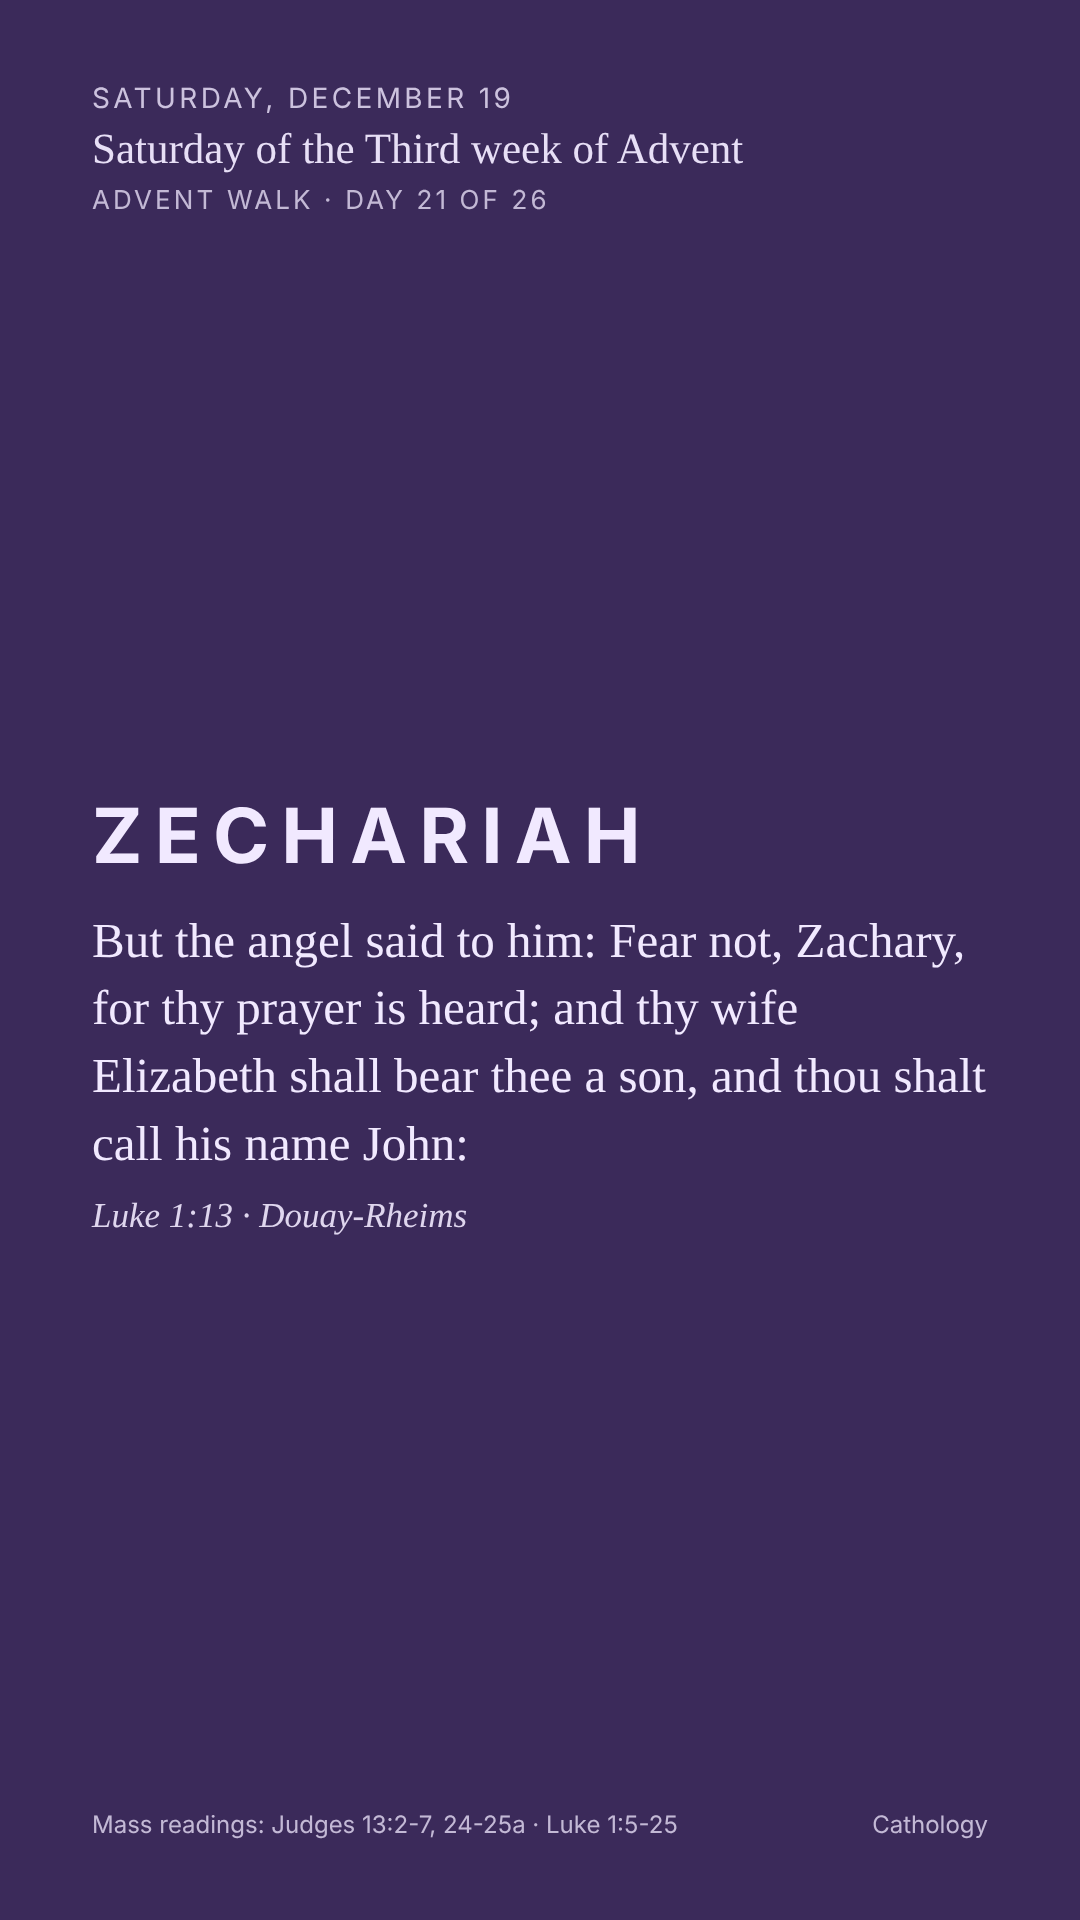 SATURDAY, DECEMBER 19
Saturday of the Third week of Advent
ADVENT WALK · DAY 21 OF 26
ZECHARIAH
But the angel said to him: Fear not, Zachary,
for thy prayer is heard; and thy wife
Elizabeth shall bear thee a son, and thou shalt
call his name John:
Luke 1:13 · Douay-Rheims
Mass readings: Judges 13:2-7, 24-25a · Luke 1:5-25
Cathology